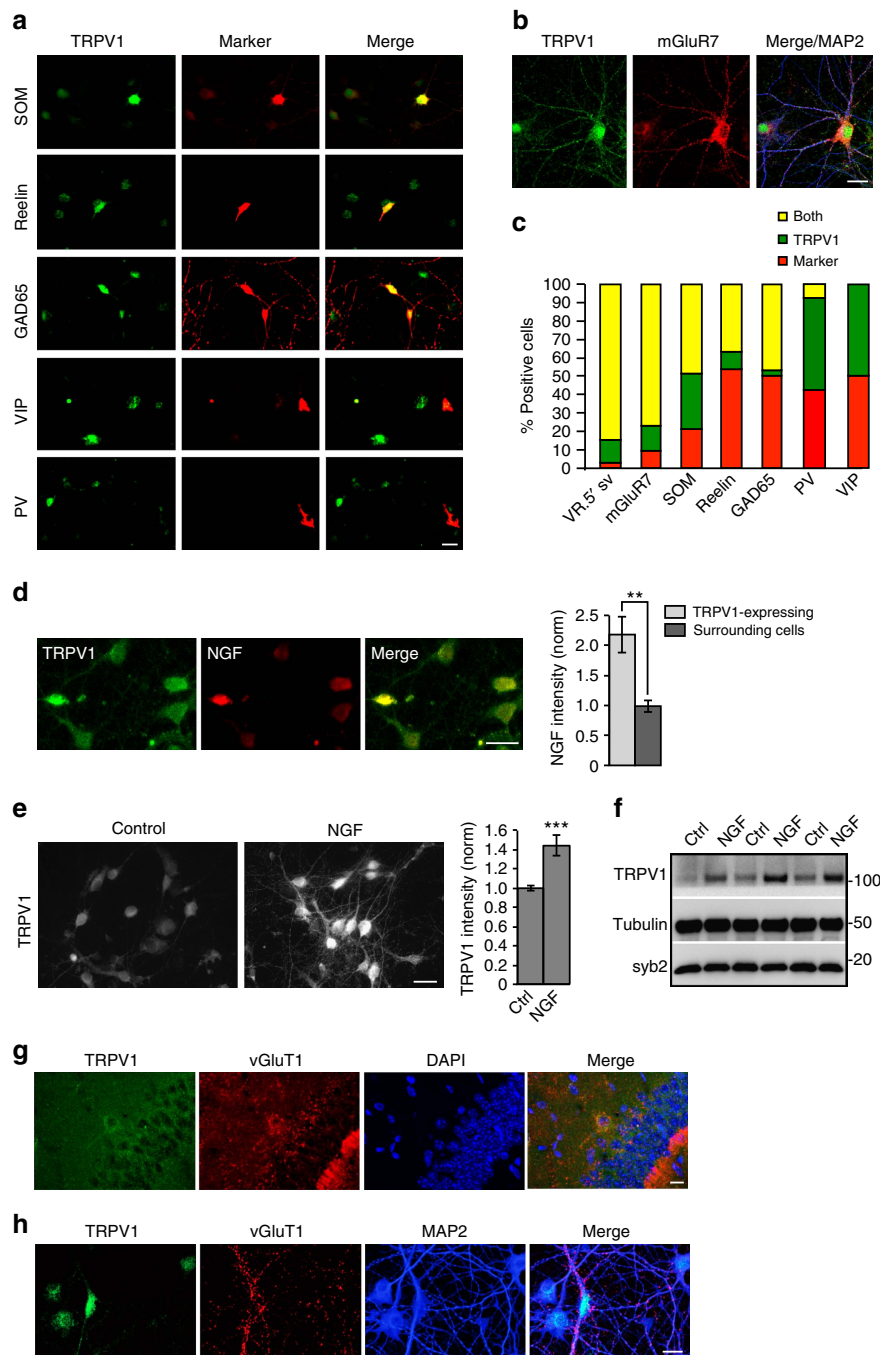 a
TRPV1 Marker Merge
SOM
Reelin
GAD65
VIP
PV
b
TRPV1 mGluR7 Merge/MAP2
c
Both
TRPV1
Marker
% Positive cells
100
90
80
70
60
50
40
30
20
10
0
VR.5′ sv mGluR7 SOM Reelin GAD65 PV VIP
d
TRPV1 NGF Merge
NGF intensity (norm)
2.5
2.0
1.5
1.0
0.5
0
**
TRPV1-expressing
Surrounding cells
e
Control NGF
TRPV1
TRPV1 intensity (norm)
1.6
1.4
1.2
1.0
0.8
0.6
0.4
0.2
0
***
Ctrl NGF
f
Ctrl NGF Ctrl NGF Ctrl NGF
TRPV1 -100
Tubulin -50
syb2 -20
g
TRPV1 vGluT1 DAPI Merge
h
TRPV1 vGluT1 MAP2 Merge